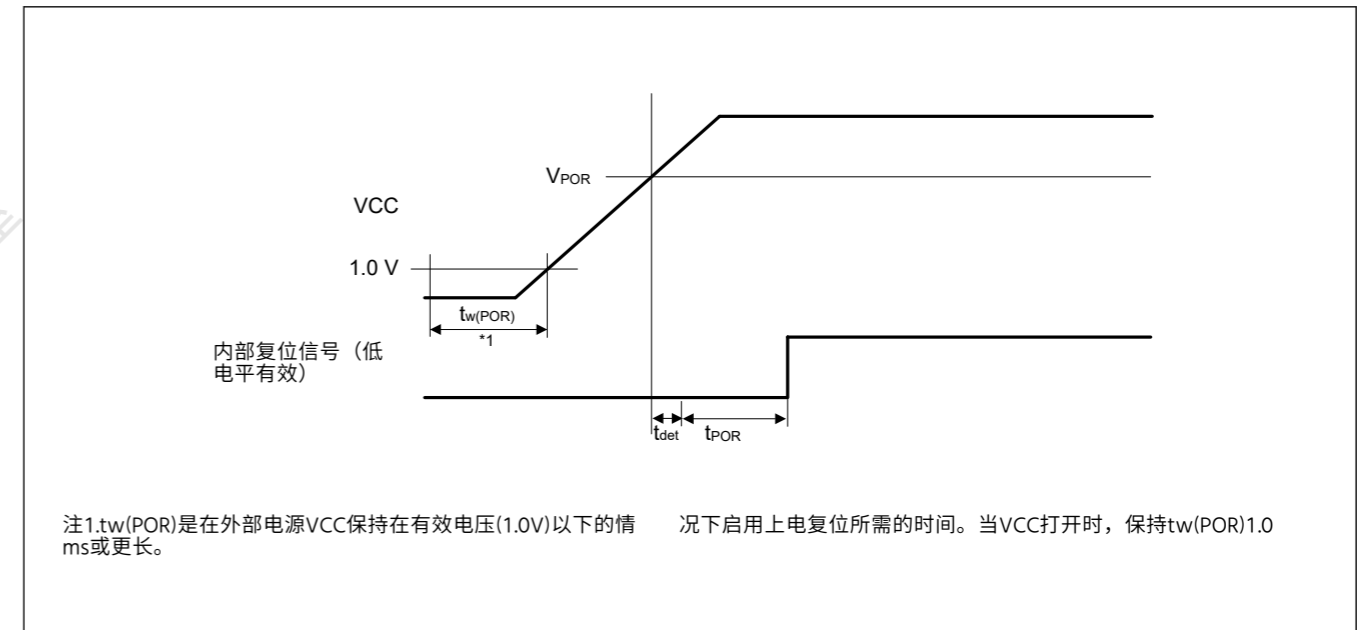 VPOR
VCC
1.0 V
tw(POR)
*1
内部复位信号（低
电平有效）
tdet tPOR
注1.tw(POR)是在外部电源VCC保持在有效电压(1.0V)以下的情 况下启用上电复位所需的时间。当VCC打开时，保持tw(POR)1.0
ms或更长。